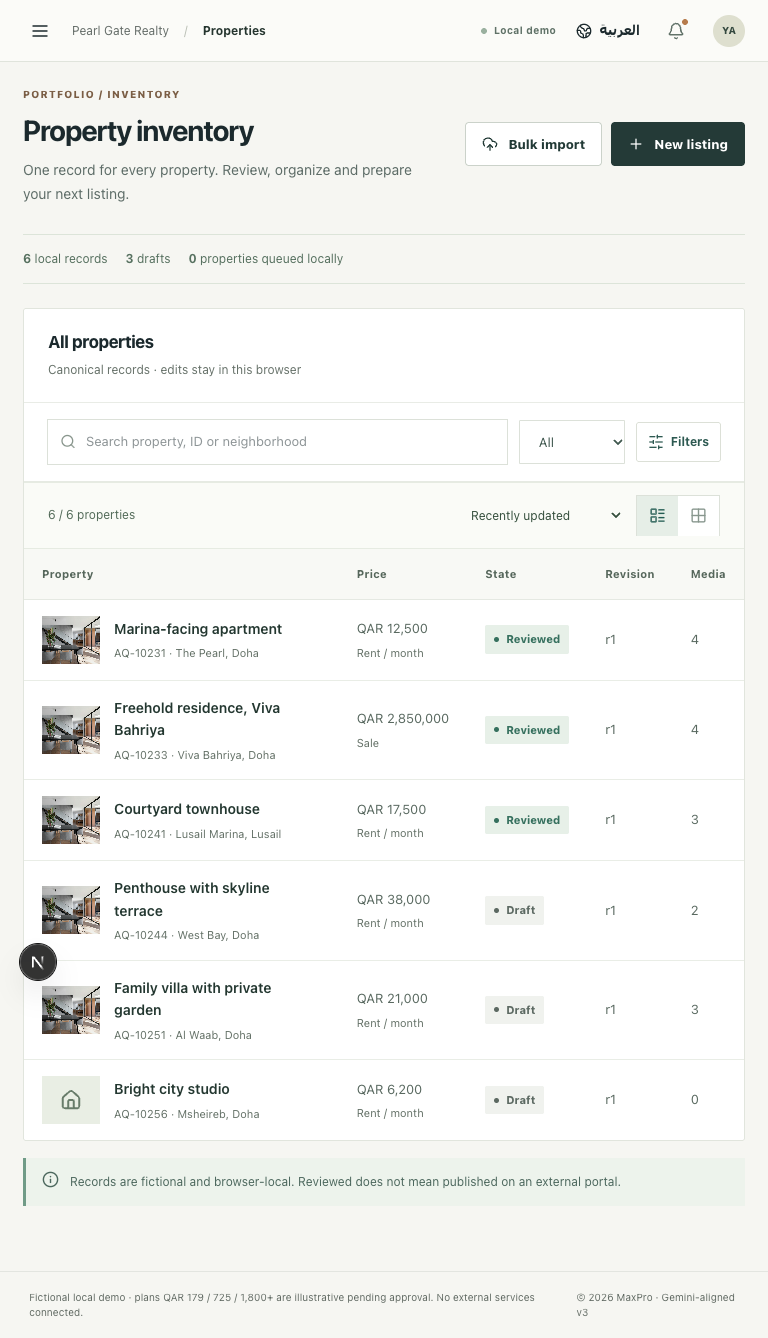 Pearl Gate Realty / Properties
Local demo
العربية
YA
PORTFOLIO / INVENTORY
Property inventory
One record for every property. Review, organize and prepare
your next listing.
Bulk import
New listing
6 local records 3 drafts 0 properties queued locally
All properties
Canonical records · edits stay in this browser
Search property, ID or neighborhood
All
Filters
6 / 6 properties
Recently updated
Property Price State Revision Media
Marina-facing apartment
AQ-10231 · The Pearl, Doha
QAR 12,500
Rent / month
Reviewed
r1
4
Freehold residence, Viva
Bahriya
AQ-10233 · Viva Bahriya, Doha
QAR 2,850,000
Sale
Reviewed
r1
4
Courtyard townhouse
AQ-10241 · Lusail Marina, Lusail
QAR 17,500
Rent / month
Reviewed
r1
3
Penthouse with skyline
terrace
AQ-10244 · West Bay, Doha
QAR 38,000
Rent / month
Draft
r1
2
N
Family villa with private
garden
AQ-10251 · Al Waab, Doha
QAR 21,000
Rent / month
Draft
r1
3
Bright city studio
AQ-10256 · Msheireb, Doha
QAR 6,200
Rent / month
Draft
r1
0
Records are fictional and browser-local. Reviewed does not mean published on an external portal.
Fictional local demo · plans QAR 179 / 725 / 1,800+ are illustrative pending approval. No external services
connected.
© 2026 MaxPro · Gemini-aligned
v3